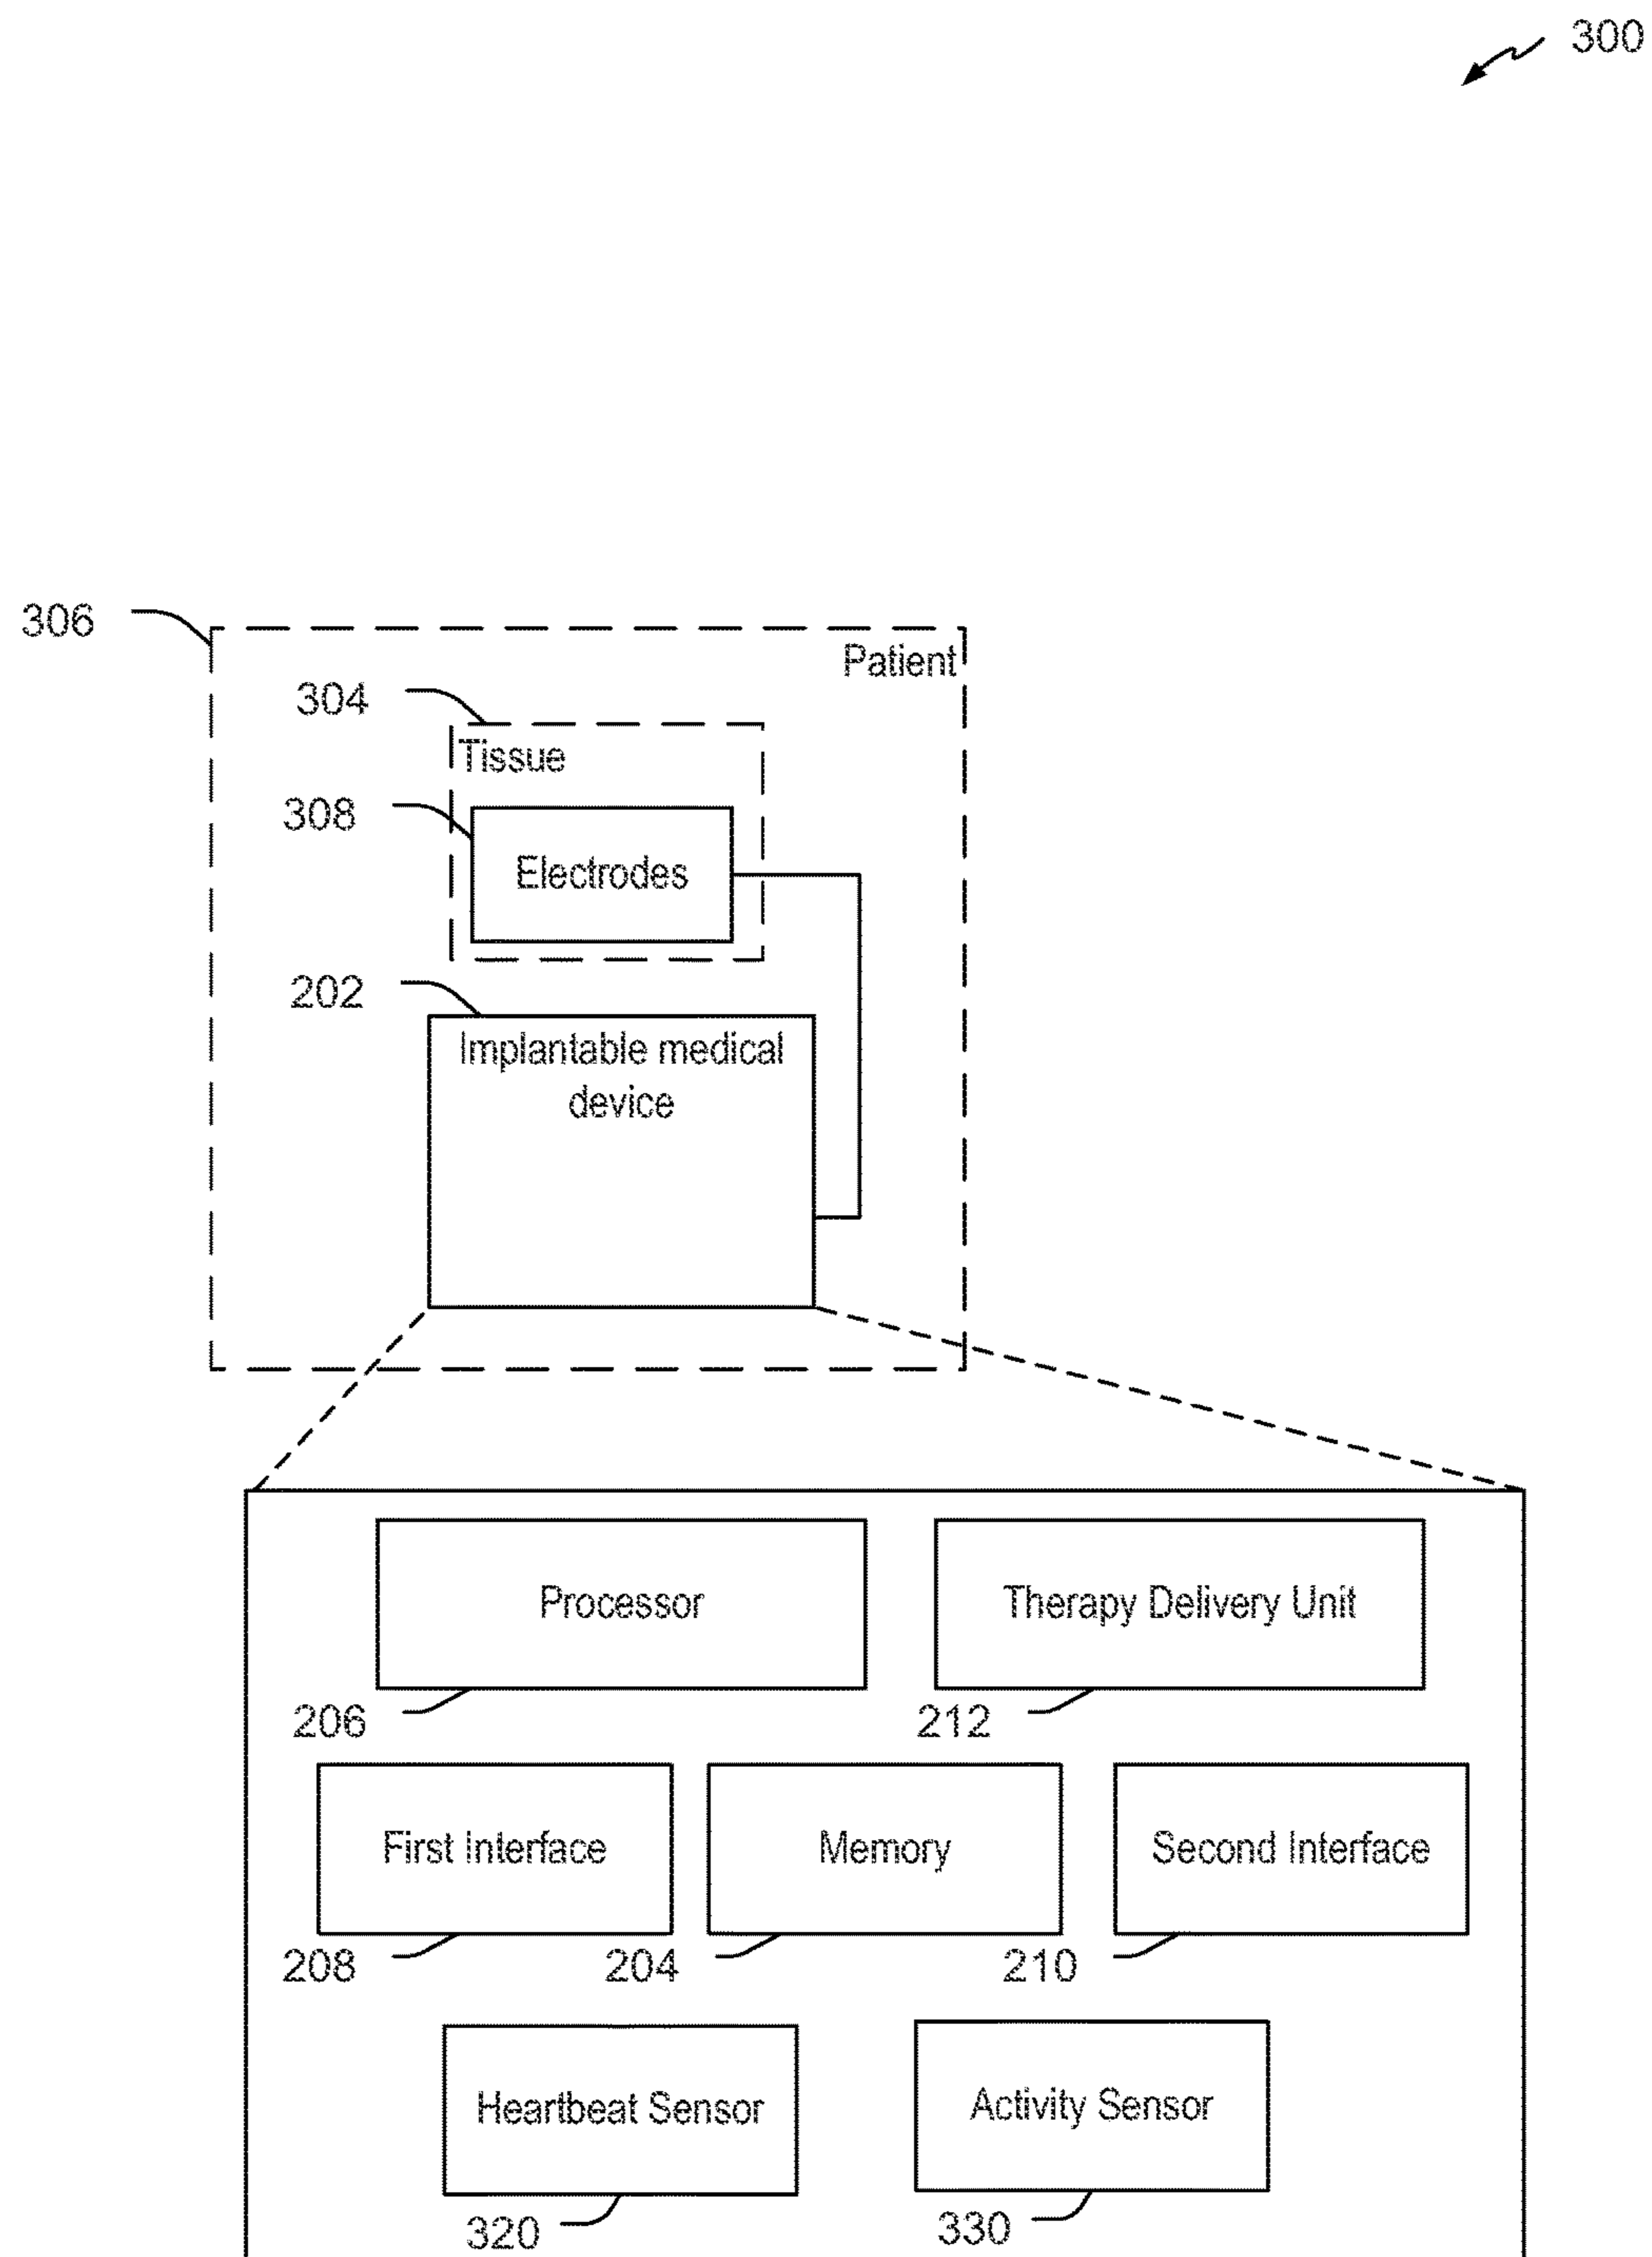 300
306
Patient
304
Tissue
308
Electrodes
202
Implantable medical
device
Processor
Therapy Delivery Unit
206
212
First Interface
Memory
Second Interface
208
204
210
Heartbeat Sensor
Activity Sensor
320
330